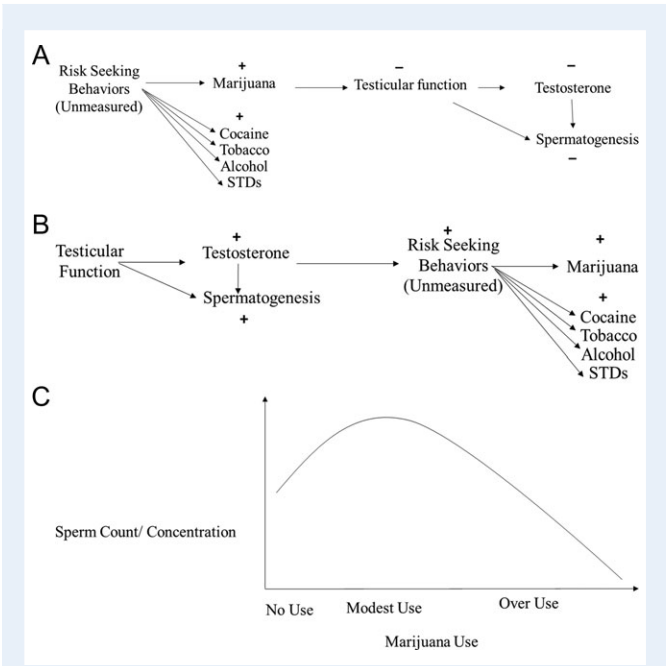 A
Risk Seeking
Behaviors
(Unmeasured)
+
Marijuana
+
Cocaine
Tobacco
Alcohol
STDs
–
Testicular function
–
Testosterone
Spermatogenesis
–
B
Testicular
Function
+
Testosterone
Spermatogenesis
+
+
Risk Seeking
Behaviors
(Unmeasured)
+
Marijuana
+
Cocaine
Tobacco
Alcohol
STDs
C
Sperm Count/ Concentration
No Use
Modest Use
Over Use
Marijuana Use